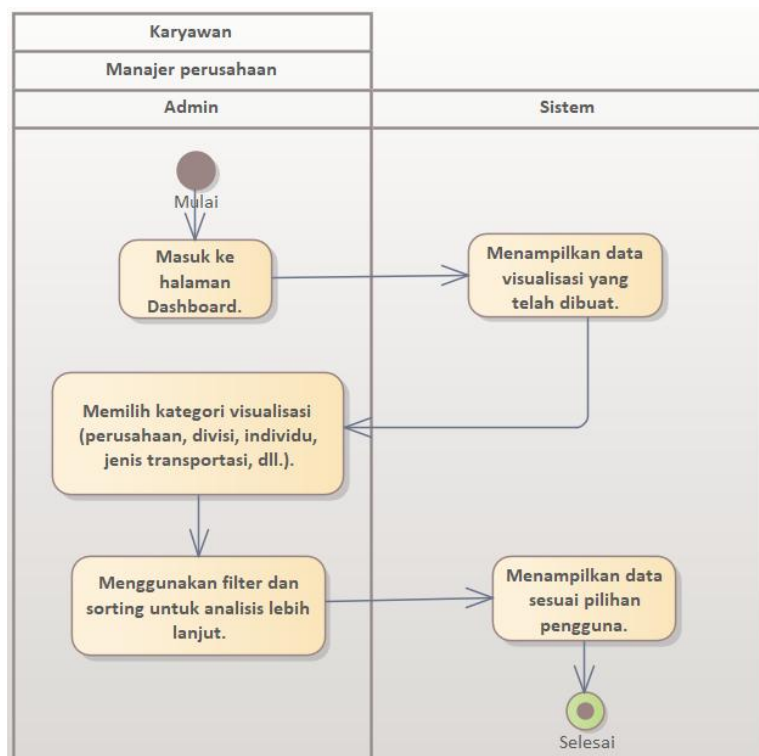 Karyawan
Manajer perusahaan
Admin
Sistem
Mulai
Masuk ke
halaman
Dashboard.
Menampilkan data
visualisasi yang
telah dibuat.
Memilih kategori visualisasi
(perusahaan, divisi, individu,
jenis transportasi, dll.).
Menggunakan filter dan
sorting untuk analisis lebih
lanjut.
Menampilkan data
sesuai pilihan
pengguna.
Selesai